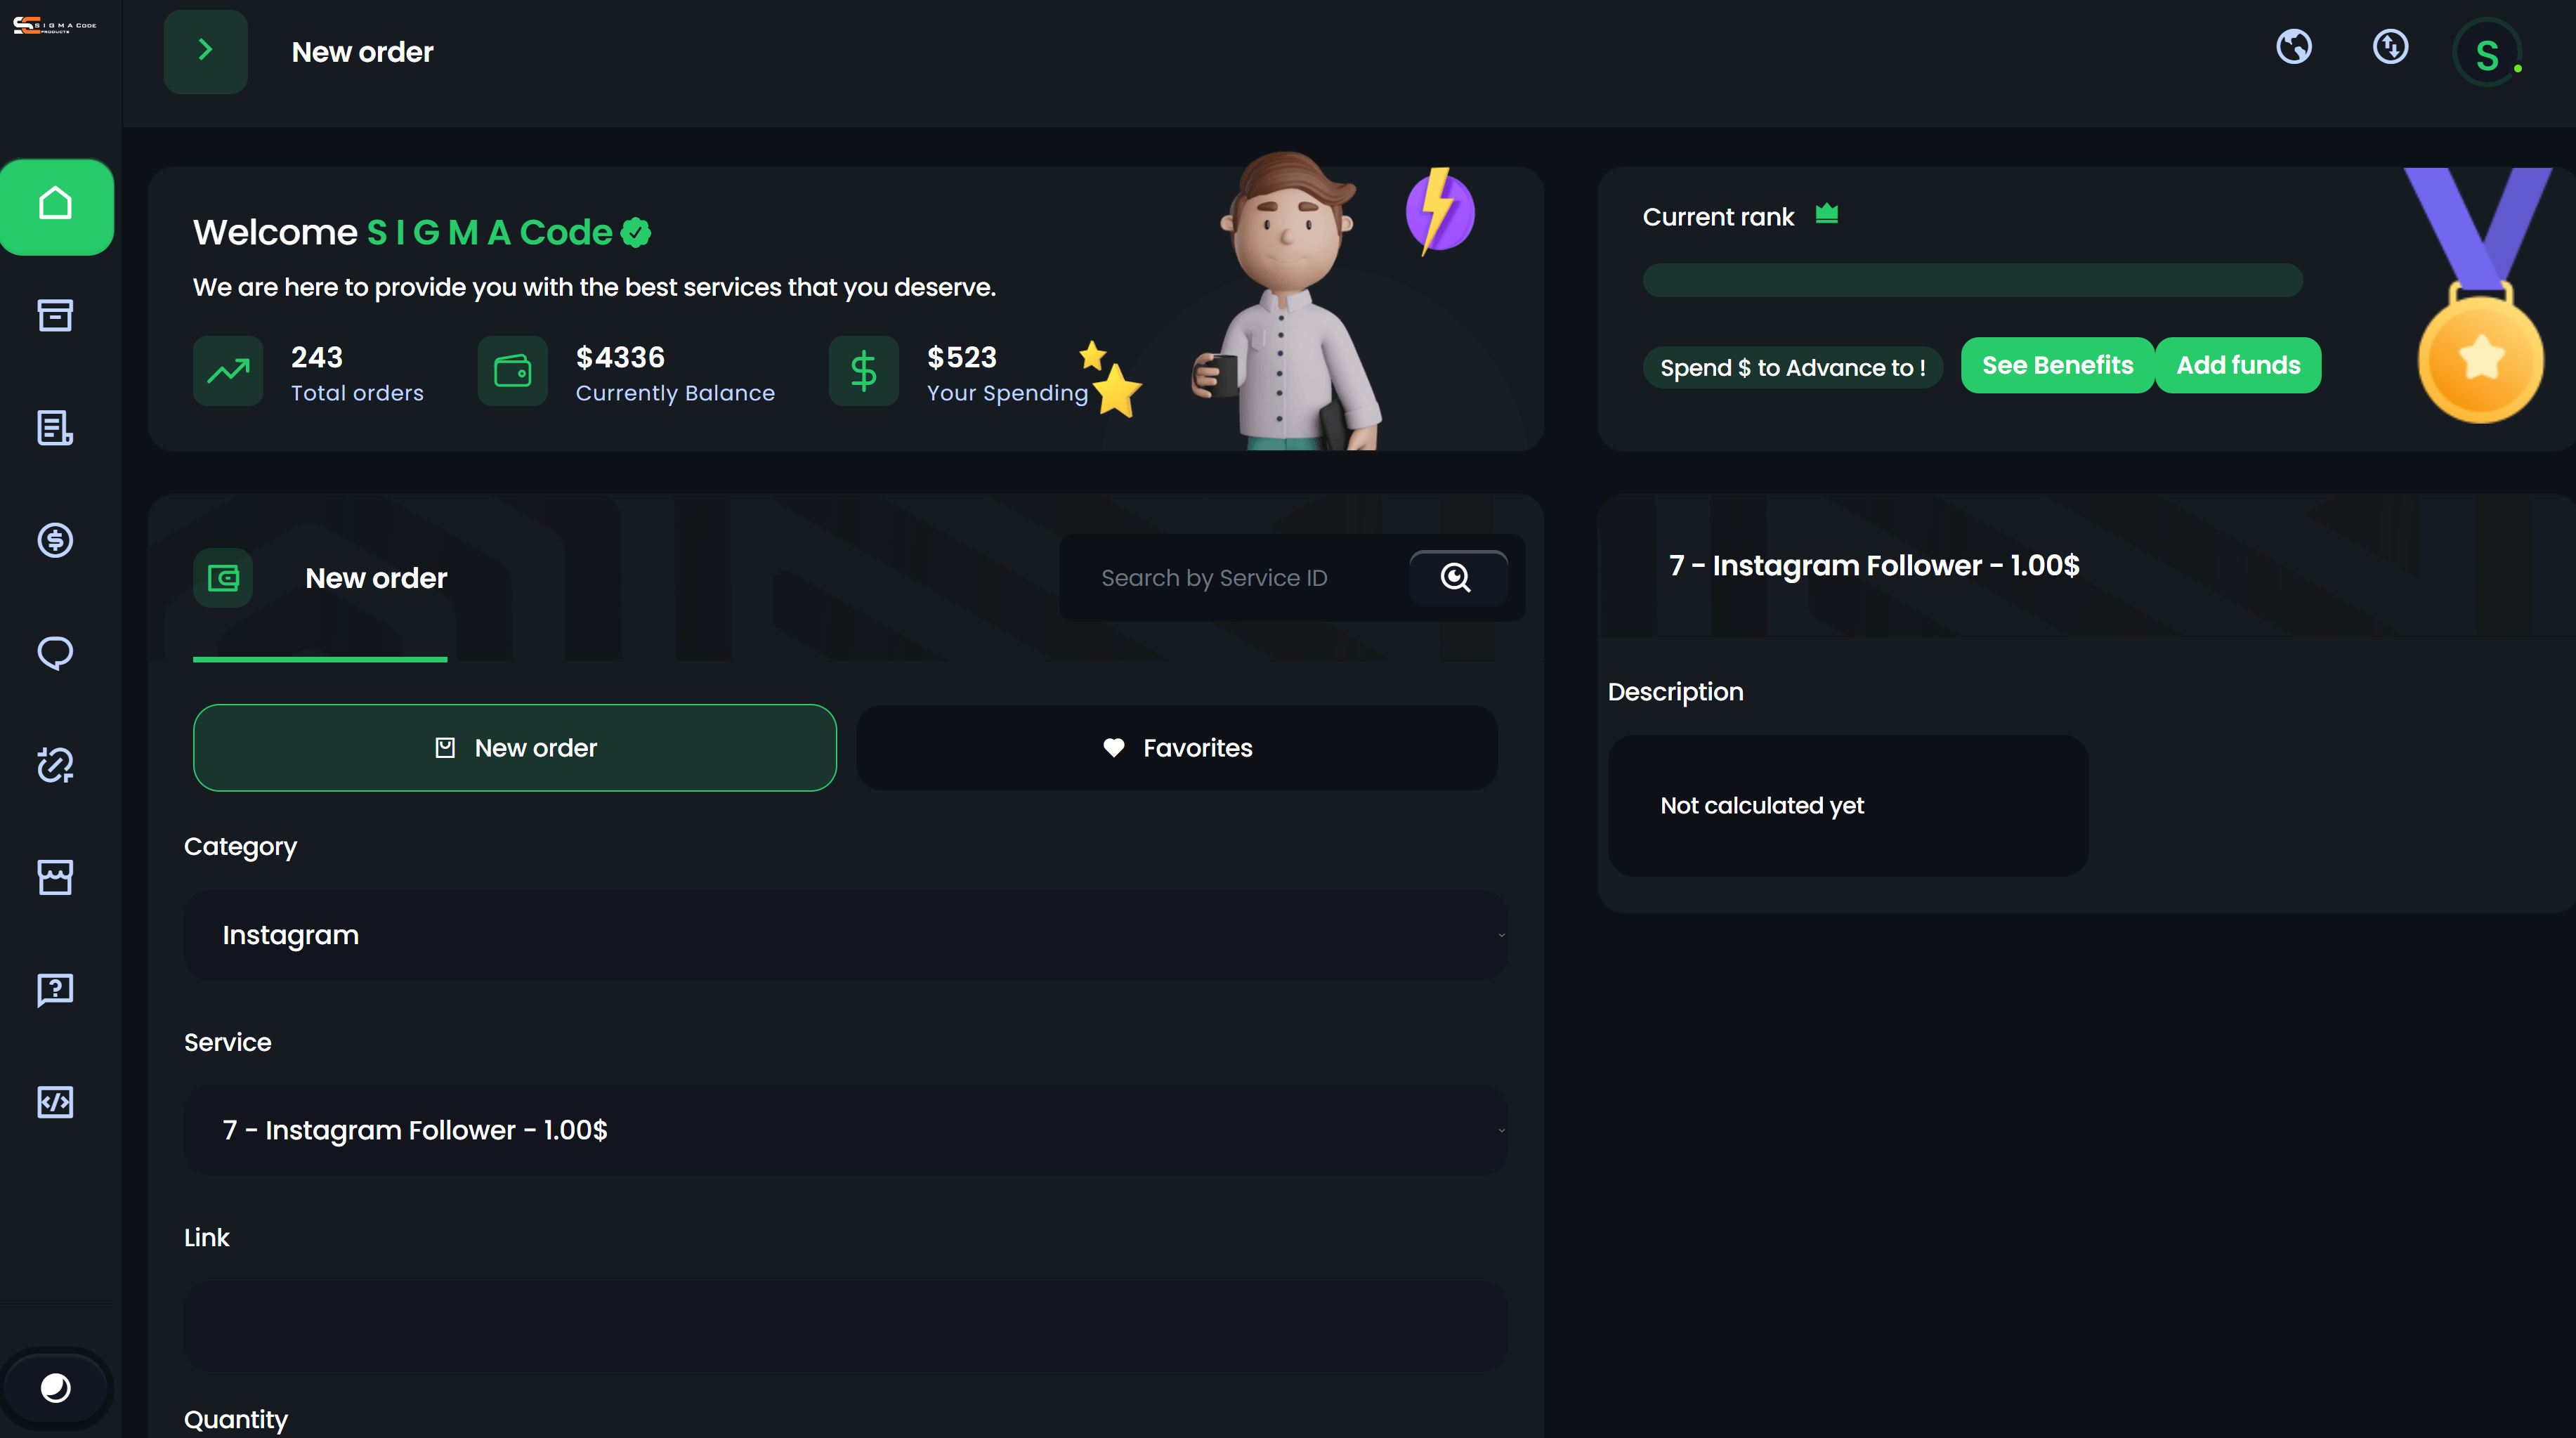 S I G M A Code
PRODUCTS
New order
S
Welcome S I G M A Code
We are here to provide you with the best services that you deserve.
243
Total orders
$4336
Currently Balance
$523
Your Spending
Current rank
Spend $ to Advance to !
See Benefits
Add funds
New order
Search by Service ID
7 - Instagram Follower - 1.00$
New order
Favorites
Description
Not calculated yet
Category
Instagram
Service
7 - Instagram Follower - 1.00$
Link
Quantity